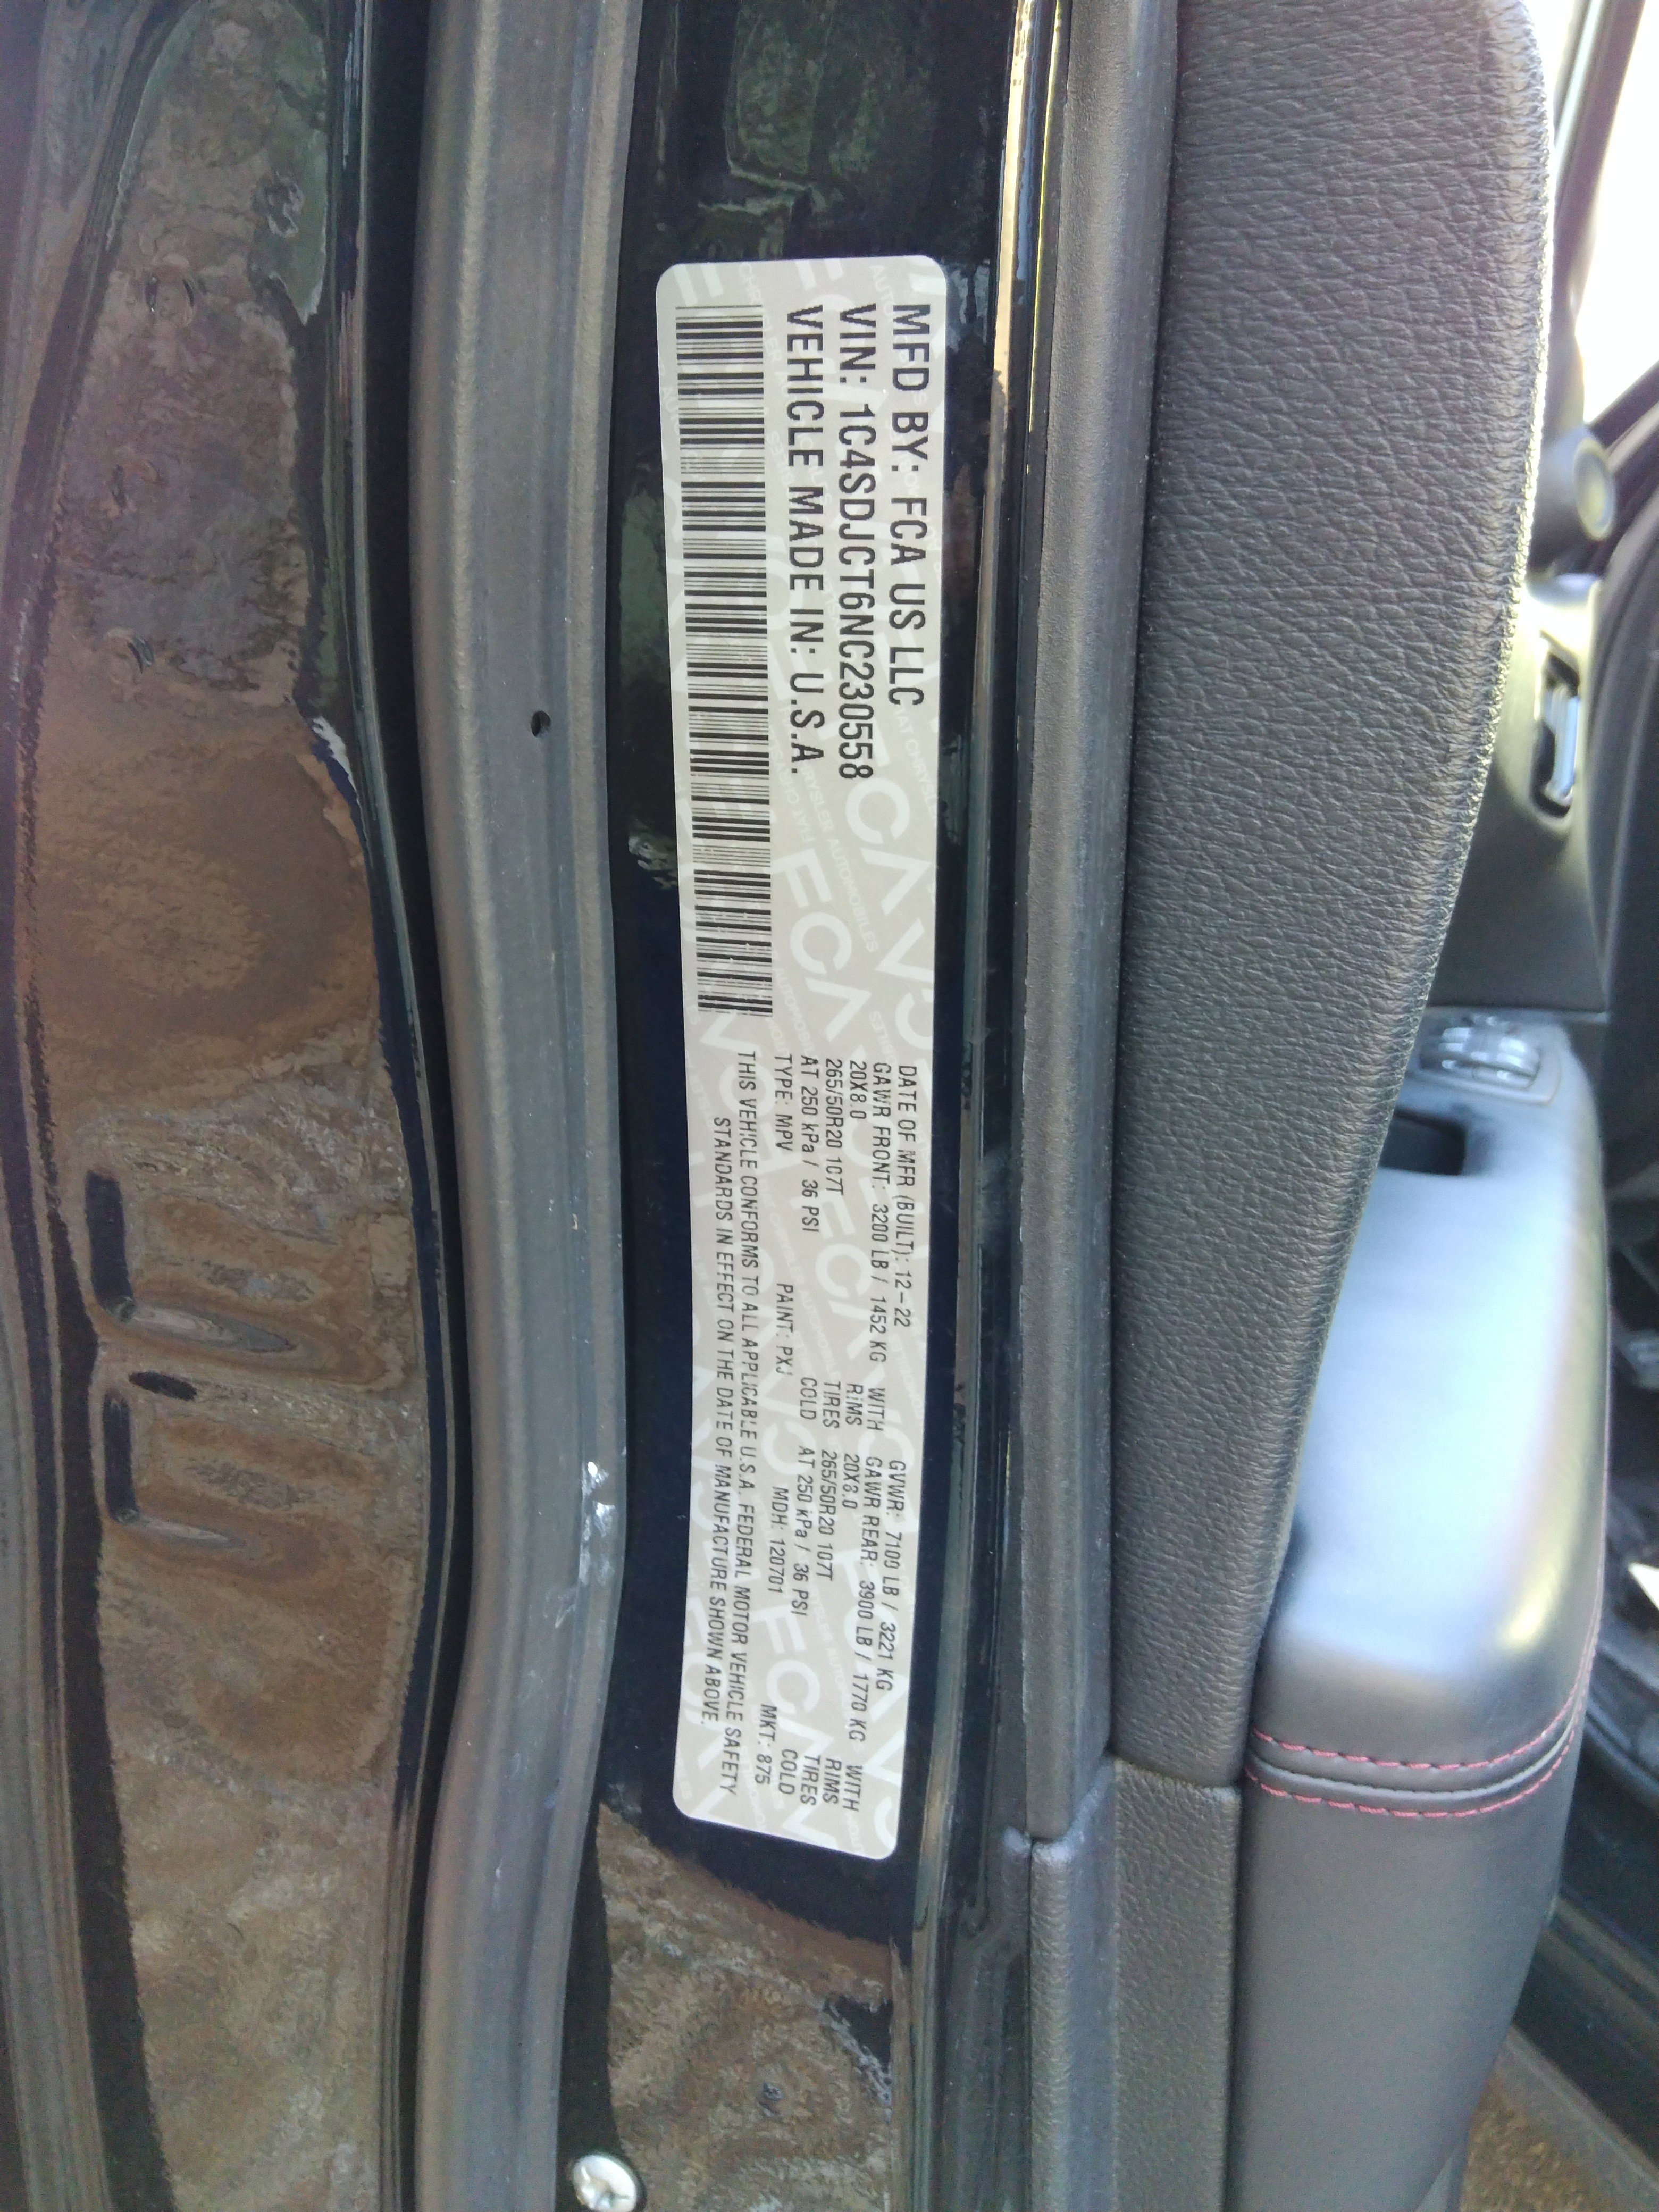 MFD BY: FCA US LLC
VIN: 1C4SDJCT6NC230558
VEHICLE MADE IN: U.S.A.
DATE OF MFR (BUILT): 12-22 GVWR: 7100 LB / 3221 KG
GAWR FRONT: 3200 LB / 1452 KG WITH GAWR REAR: 3900 LB / 1770 KG WITH
20X8.0 RIMS 20X8.0 RIMS
265/50R20 107T TIRES 265/50R20 107T TIRES
AT 250 kPa / 36 PSI COLD AT 250 kPa / 36 PSI COLD
TYPE: MPV PAINT: PXJ MDH: 120701 MKT: 875
THIS VEHICLE CONFORMS TO ALL APPLICABLE U.S.A. FEDERAL MOTOR VEHICLE SAFETY
STANDARDS IN EFFECT ON THE DATE OF MANUFACTURE SHOWN ABOVE.